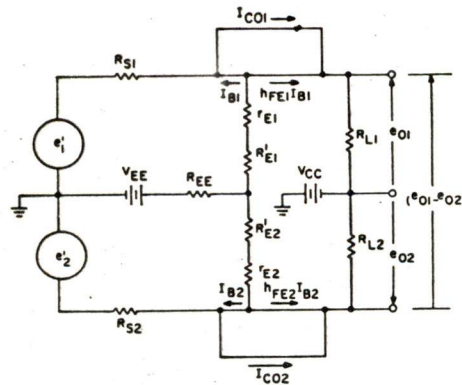 I_CO1
R_S1
I_B1
h_FE1 I_B1
r_E1
R'_E1
R_L1
e_O1
e'_1
V_EE
R_EE
V_CC
(e_O1-e_O2
R'_E2
R_L2
e_O2
e'_2
r_E2
I_B2
h_FE2 I_B2
R_S2
I_CO2